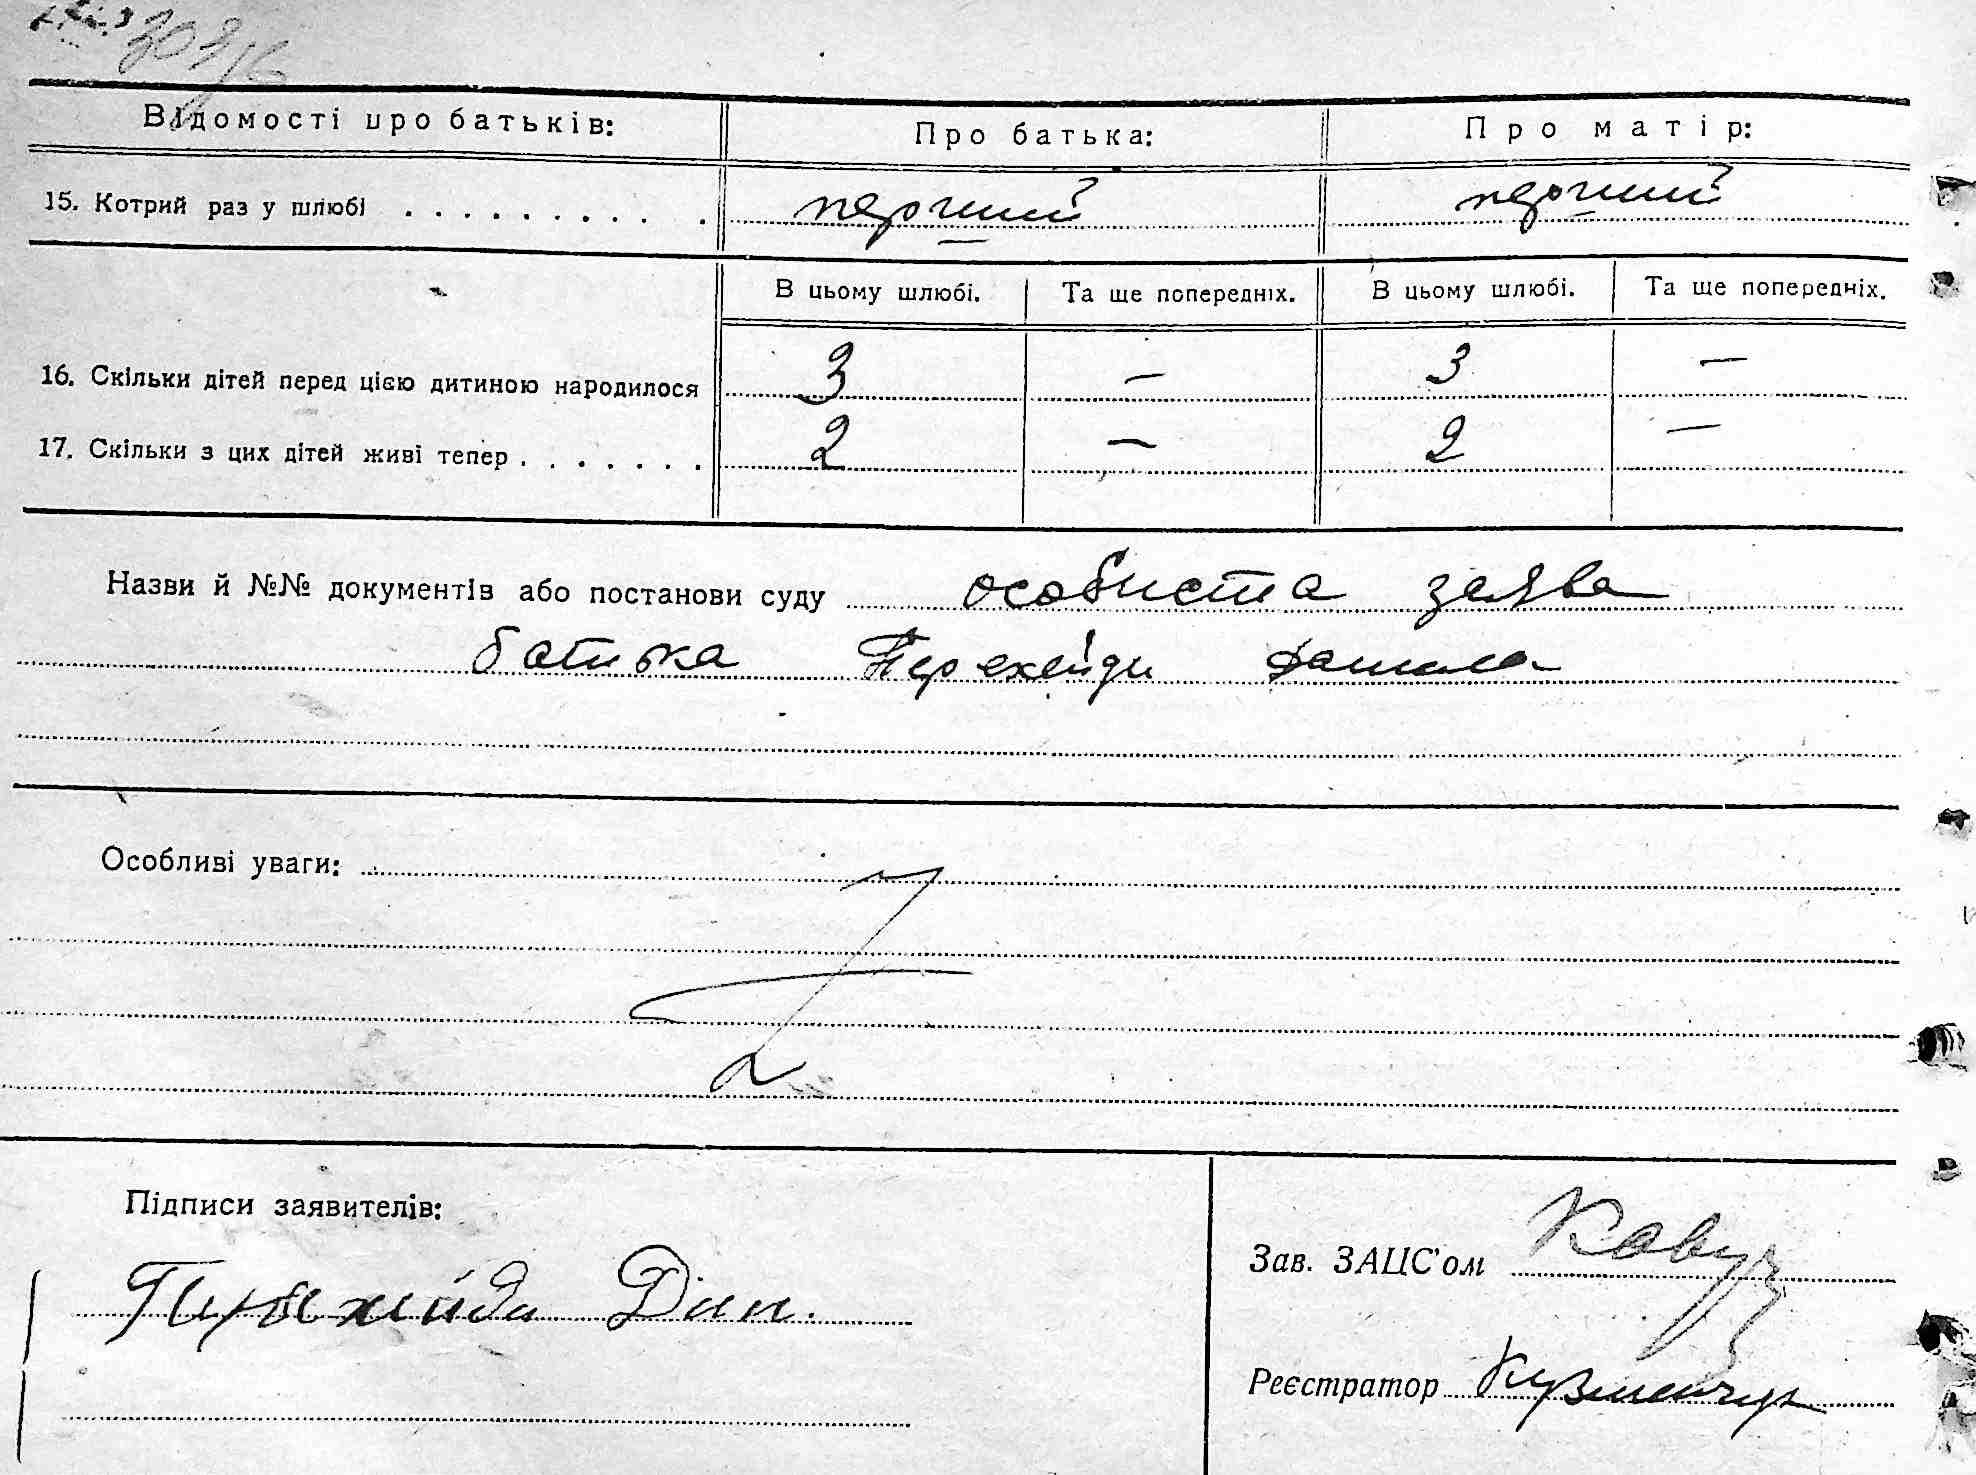 Відомості про батьків: Про батька: Про матір:
15. Котрий раз у шлюбі . . . . . . . . . . перший перший
В цьому шлюбі. Та ще попередніх. В цьому шлюбі. Та ще попередніх.
16. Скільки дітей перед цією дитиною народилося 3 — 3 —
17. Скільки з цих дітей живі тепер . . . . . . . 2 — 2 —
Назви й №№ документів або постанови суду особиста заява
батька Перехейди
Особливі уваги:
Підписи заявителів:
Зав. ЗАЦС'ом Кавун
Перехейда Дан.
Реєстратор Кузменчук